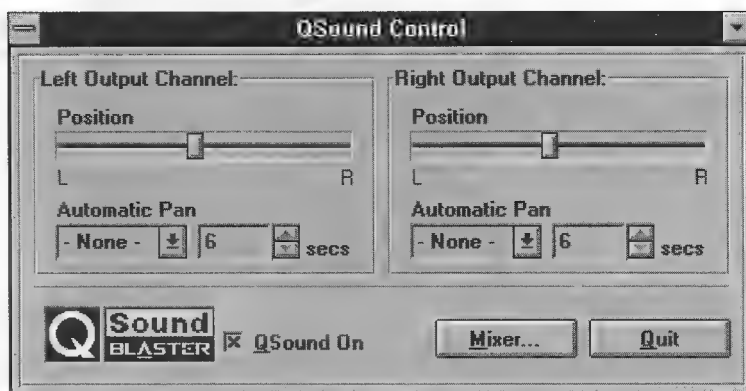 QSound Control
Left Output Channel:
Position
L R
Automatic Pan
- None - 6 secs
Right Output Channel:
Position
L R
Automatic Pan
- None - 6 secs
Q Sound
BLASTER
QSound On
Mixer...
Quit